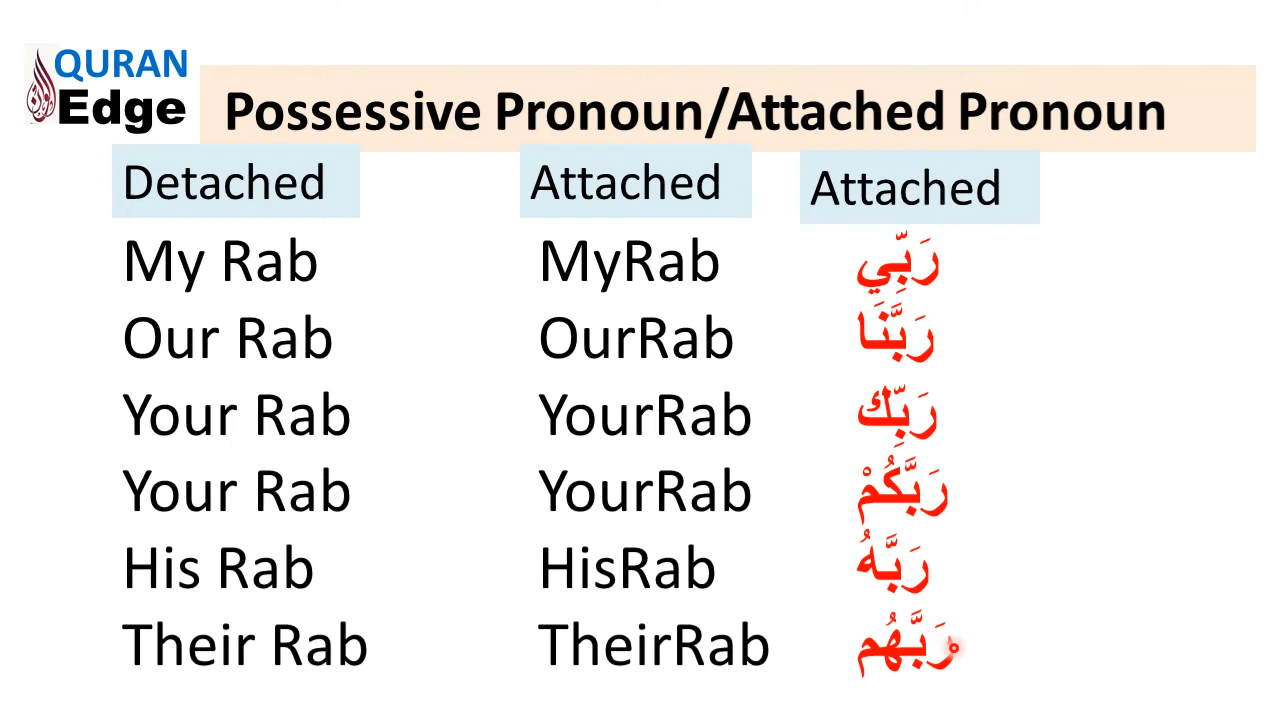 QURAN
Edge
Possessive Pronoun/Attached Pronoun
Detached Attached Attached
My Rab MyRab رَبِّي
Our Rab OurRab رَبَّنَا
Your Rab YourRab رَبِّك
Your Rab YourRab رَبَّكُمْ
His Rab HisRab رَبَّهُ
Their Rab TheirRab رَبَّهُم